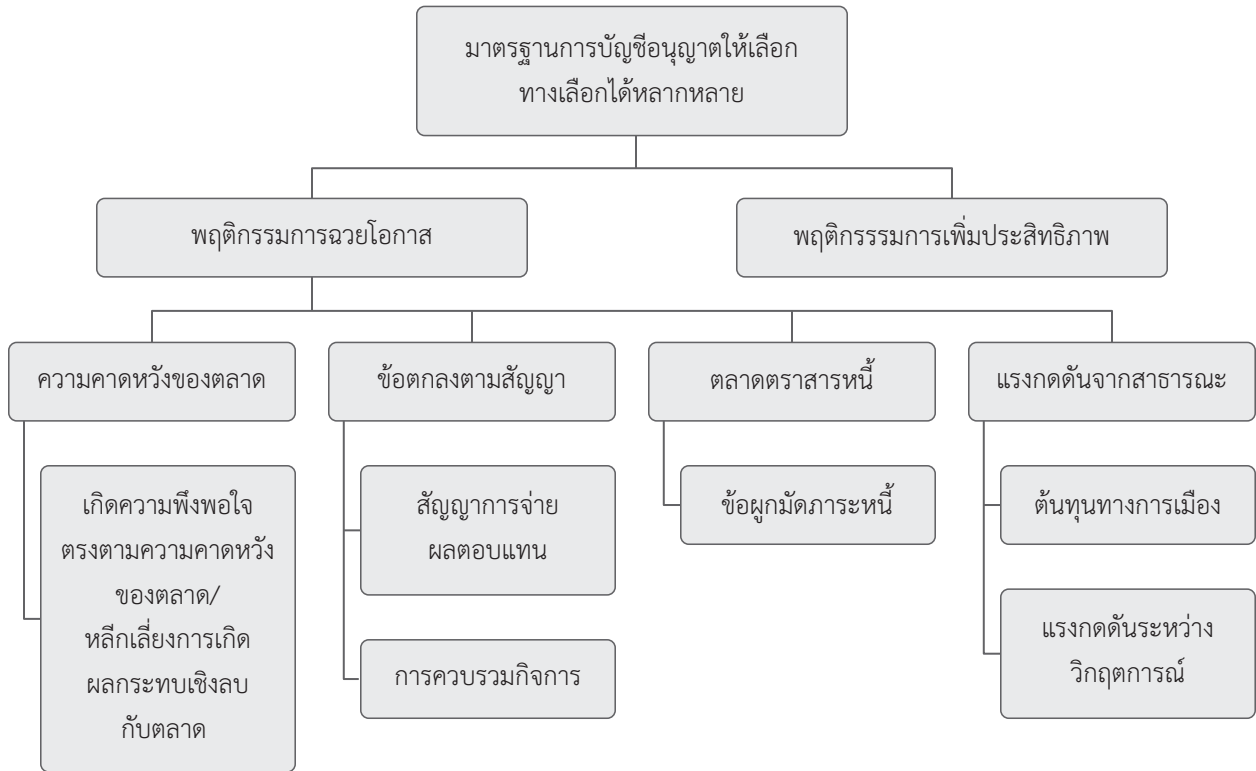 มาตรฐานการบัญชีอนุญาตให้เลือก
ทางเลือกได้หลากหลาย
พฤติกรรมการฉวยโอกาส
พฤติกรรรมการเพิ่มประสิทธิภาพ
ความคาดหวังของตลาด
ข้อตกลงตามสัญญา
ตลาดตราสารหนี้
แรงกดดันจากสาธารณะ
เกิดความพึงพอใจ
ตรงตามความคาดหวัง
ของตลาด/
หลีกเลี่ยงการเกิด
ผลกระทบเชิงลบ
กับตลาด
สัญญาการจ่าย
ผลตอบแทน
การควบรวมกิจการ
ข้อผูกมัดภาระหนี้
ต้นทุนทางการเมือง
แรงกดดันระหว่าง
วิกฤตการณ์